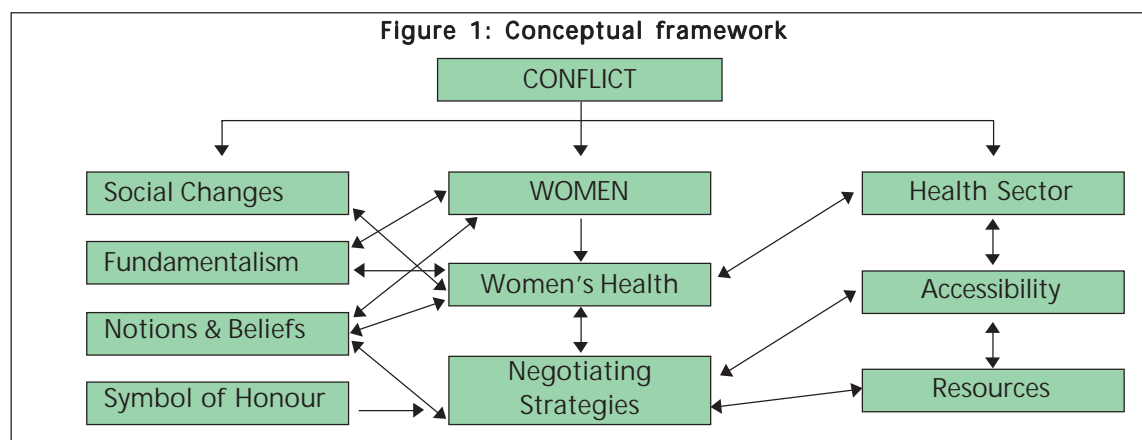 Figure 1: Conceptual framework
CONFLICT
Social Changes
WOMEN
Health Sector
Fundamentalism
Women's Health
Accessibility
Notions & Beliefs
Negotiating
Strategies
Resources
Symbol of Honour